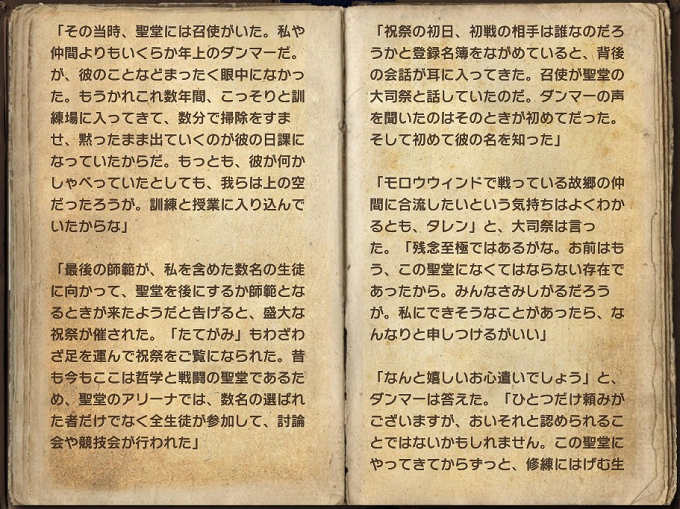 「その当時、聖堂には召使がいた。私や
仲間よりもいくらか年上のダンマーだ。
が、彼のことなどまったく眼中になかっ
た。もうかれこれ数年間、こっそりと訓
練場に入ってきて、数分で掃除をすま
せ、黙ったまま出ていくのが彼の日課に
なっていたからだ。もっとも、彼が何か
しゃべっていたとしても、我らは上の空
だったろうが。訓練と授業に入り込んで
いたからな」
「最後の師範が、私を含めた数名の生徒
に向かって、聖堂を後にするか師範とな
るときが来たようだと告げると、盛大な
祝祭が催された。「たてがみ」もわざわ
ざ足を運んで祝祭をご覧になられた。昔
も今もここは哲学と戦闘の聖堂であるた
め、聖堂のアリーナでは、数名の選ばれ
た者だけでなく全生徒が参加して、討論
会や競技会が行われた」
「祝祭の初日、初戦の相手は誰なのだろ
うかと登録名簿をながめていると、背後
の会話が耳に入ってきた。召使が聖堂の
大司祭と話していたのだ。ダンマーの声
を聞いたのはそのときが初めてだった。
そして初めて彼の名を知った」
「モロウウィンドで戦っている故郷の仲
間に合流したいという気持ちはよくわか
るとも、タレン」と、大司祭は言っ
た。「残念至極ではあるがな。お前はも
う、この聖堂になくてはならない存在で
あったから。みんなさみしがるだろう
が。私にできそうなことがあったら、な
んなりと申しつけるがいい」
「なんと嬉しいお心遣いでしょう」と、
ダンマーは答えた。「ひとつだけ頼みが
ございますが、おいそれと認められるこ
とではないかもしれません。この聖堂に
やってきてからずっと、修練にはげむ生